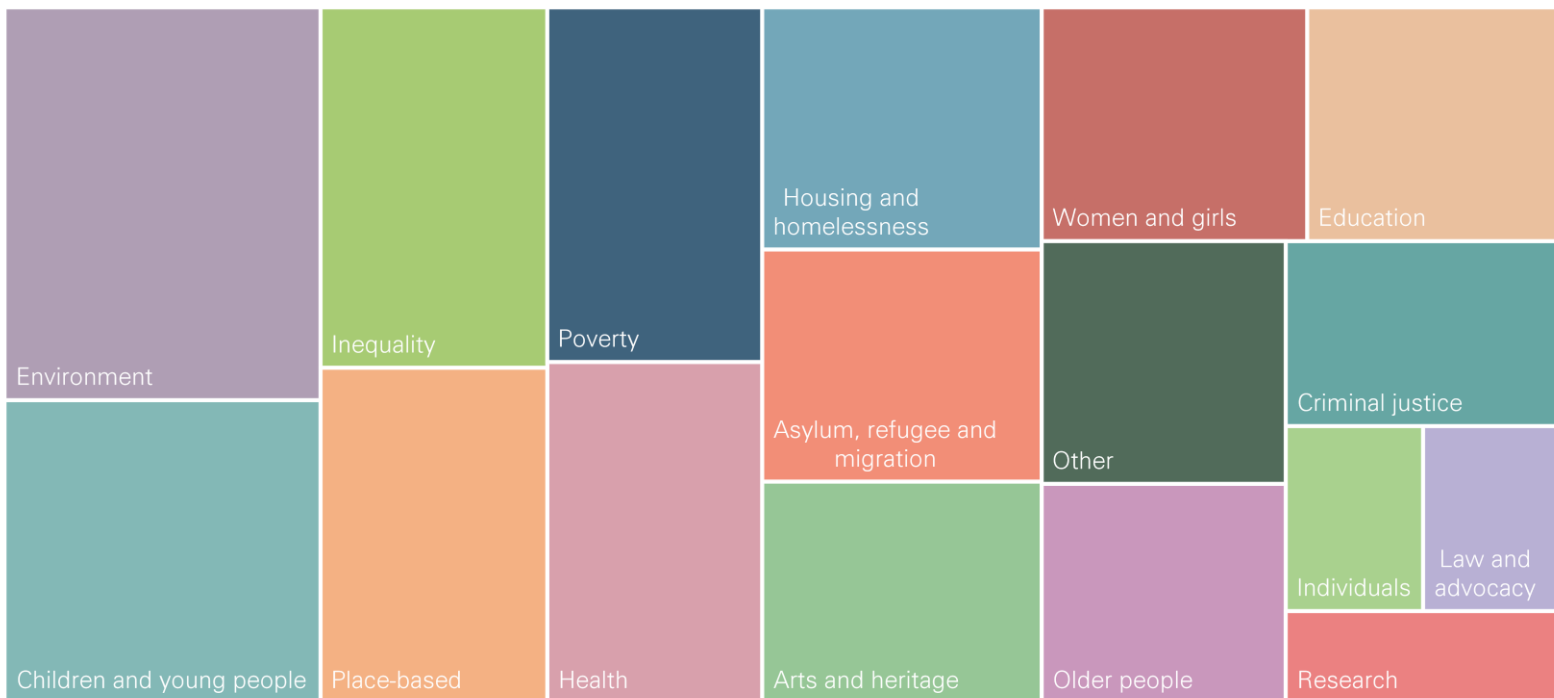 Environment
Children and young people
Inequality
Place-based
Poverty
Health
Housing and
homelessness
Asylum, refugee and
migration
Arts and heritage
Women and girls
Education
Other
Older people
Criminal justice
Individuals
Law and
advocacy
Research